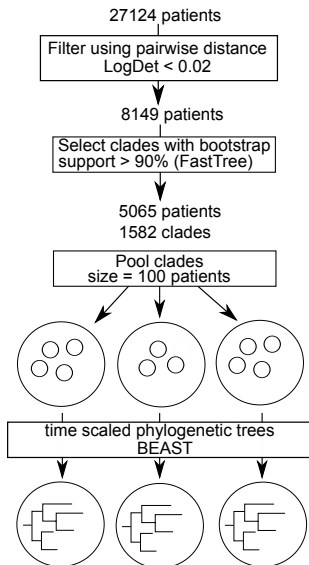 27124 patients
Filter using pairwise distance
LogDet < 0.02
8149 patients
Select clades with bootstrap
support > 90% (FastTree)
5065 patients
1582 clades
Pool clades
size = 100 patients
time scaled phylogenetic trees
BEAST